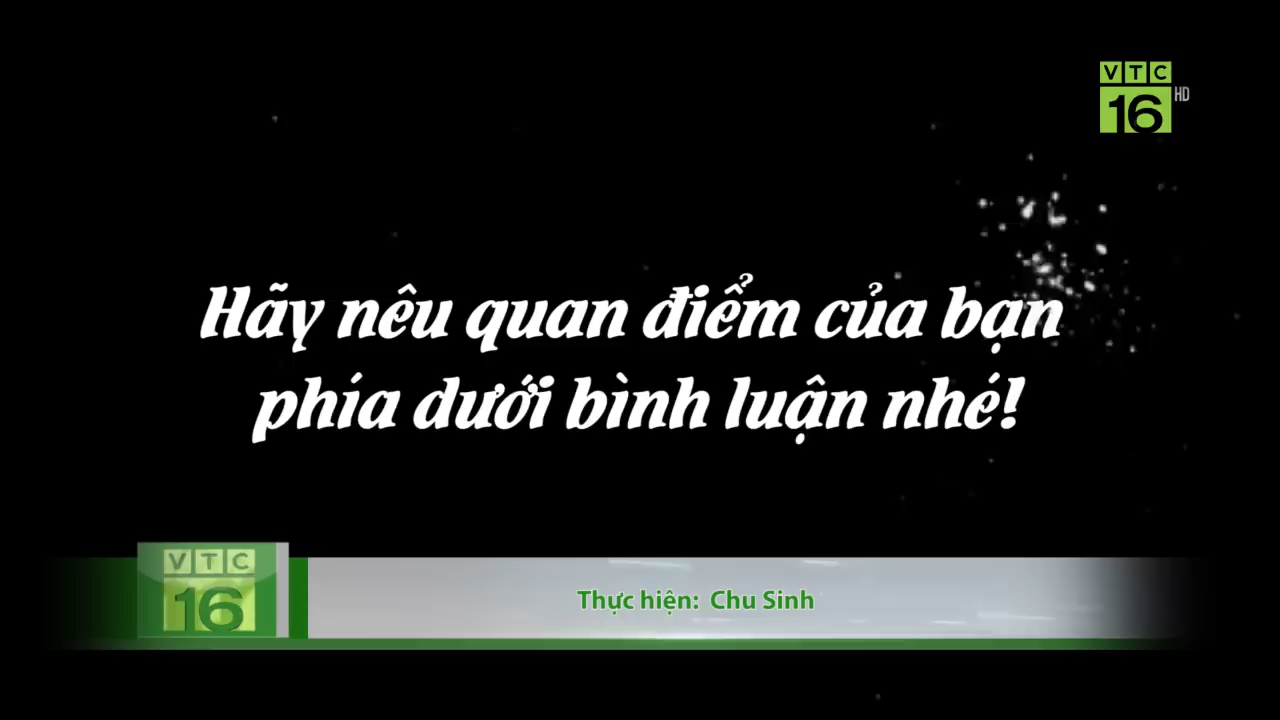 VTC
16 HD
Hãy nêu quan điểm của bạn
phía dưới bình luận nhé!
VTC
16
Thực hiện: Chu Sinh